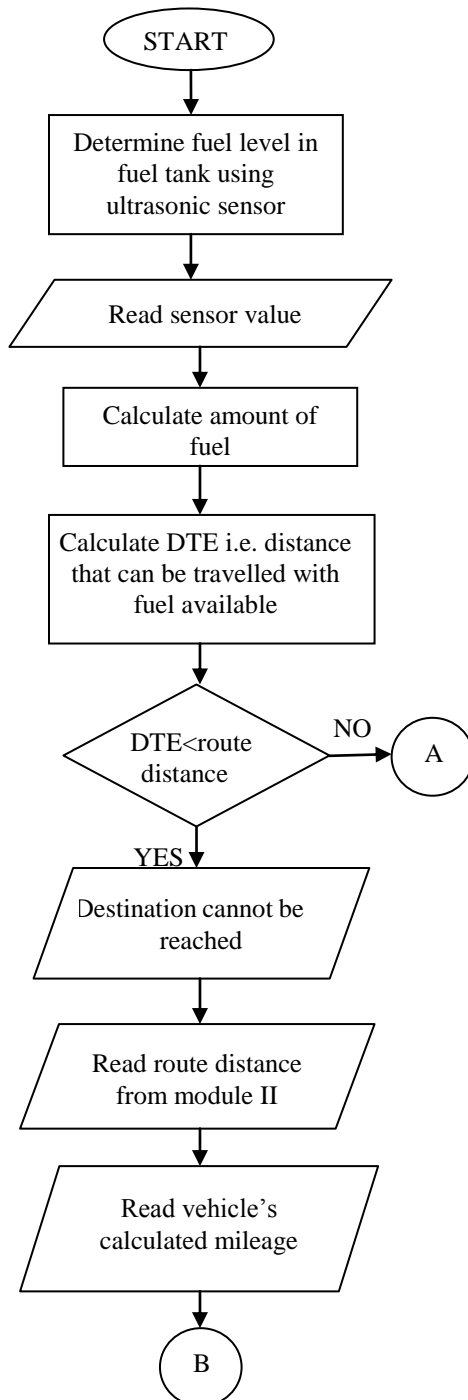 START
Determine fuel level in
fuel tank using
ultrasonic sensor
Read sensor value
Calculate amount of
fuel
Calculate DTE i.e. distance
that can be travelled with
fuel available
DTE<route
distance
NO
A
YES
Destination cannot be
reached
Read route distance
from module II
Read vehicle's
calculated mileage
B